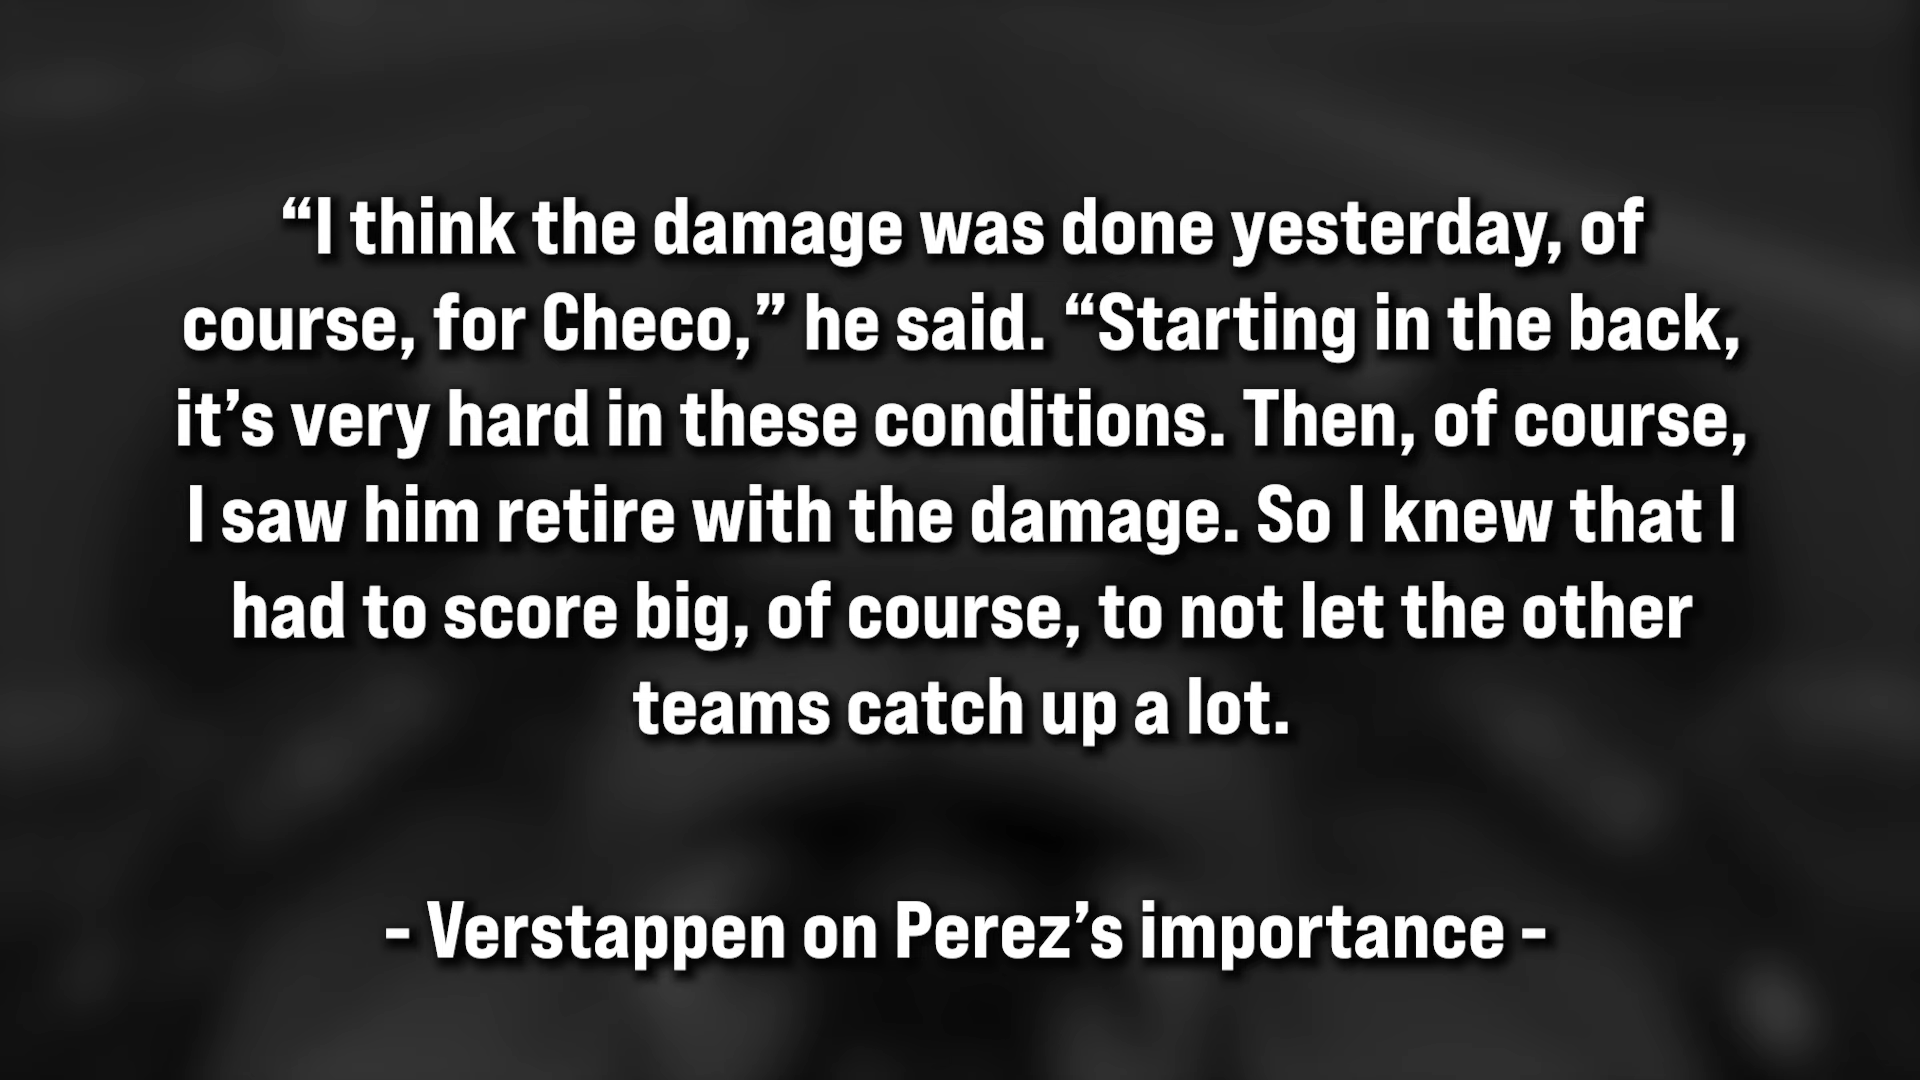 “I think the damage was done yesterday, of
course, for Checo,” he said. “Starting in the back,
it’s very hard in these conditions. Then, of course,
I saw him retire with the damage. So I knew that I
had to score big, of course, to not let the other
teams catch up a lot.
- Verstappen on Perez’s importance -